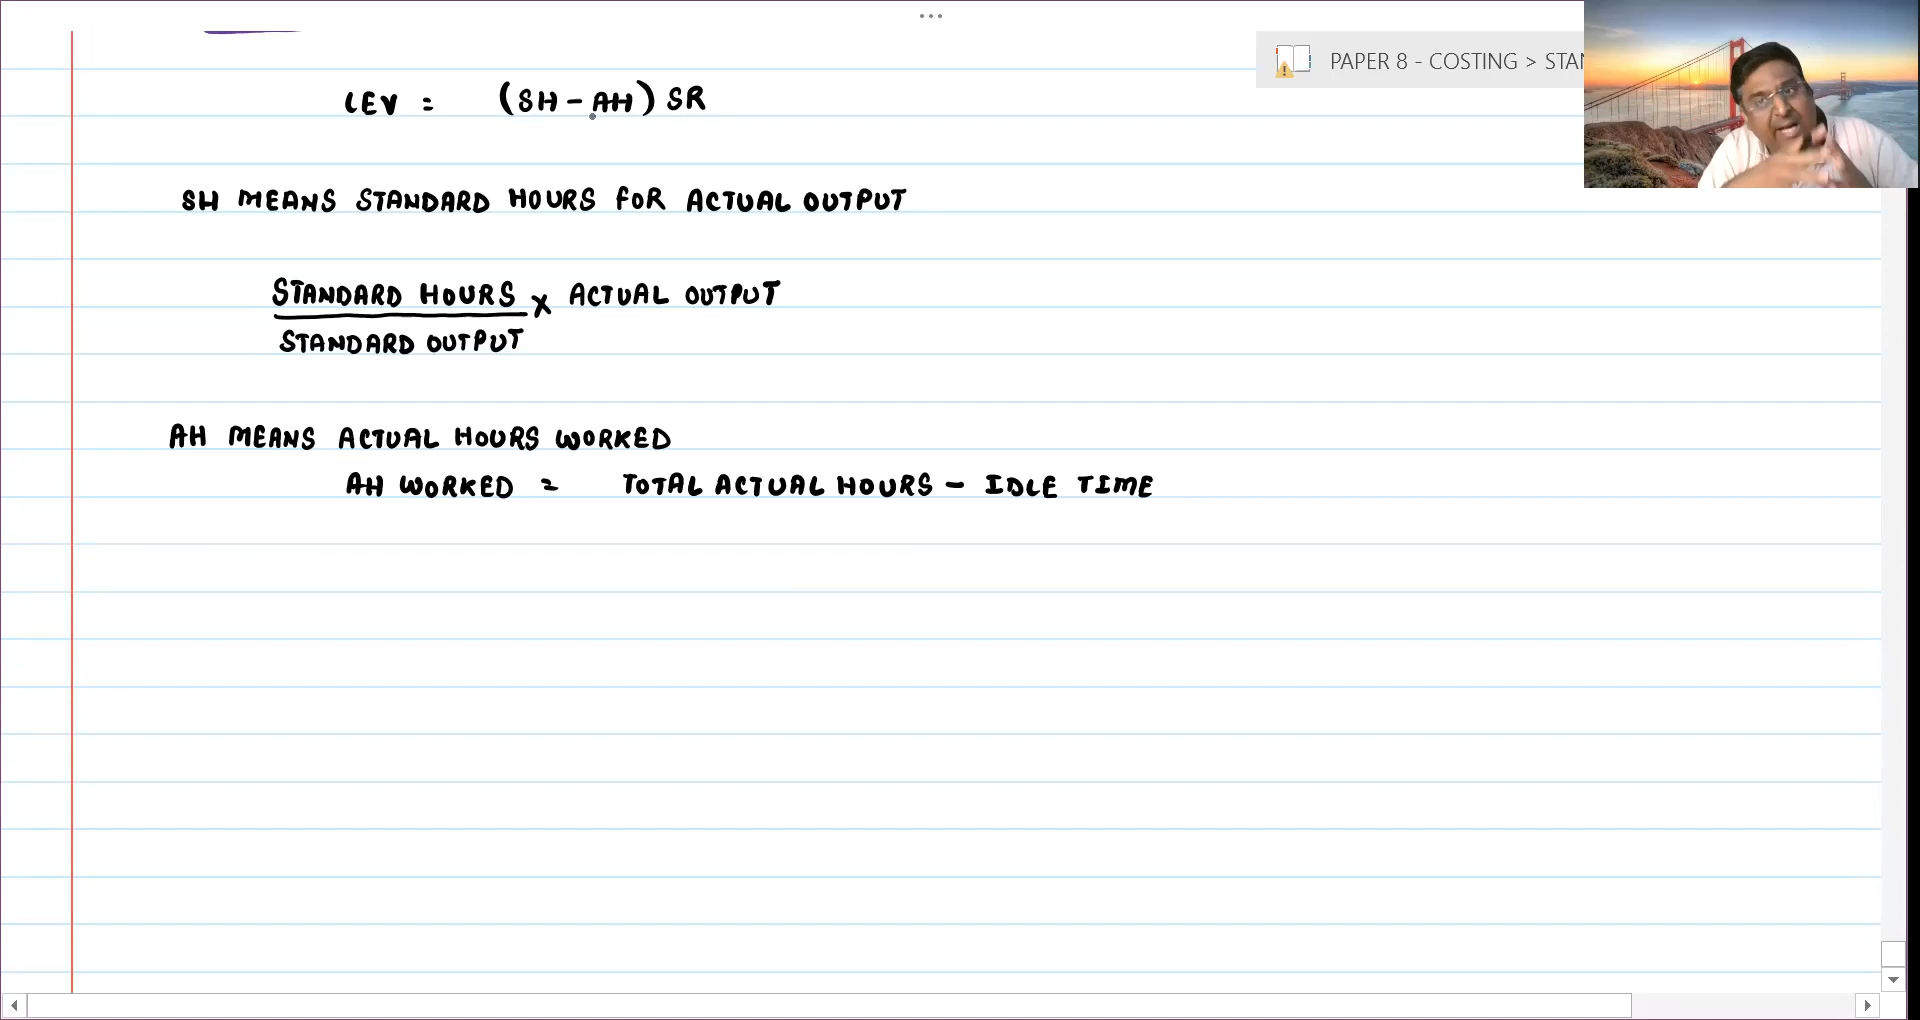 PAPER 8 - COSTING > STAN
LEV = (SH - AH) SR
SH MEANS STANDARD HOURS FOR ACTUAL OUTPUT
STANDARD HOURS X ACTUAL OUTPUT
STANDARD OUTPUT
AH MEANS ACTUAL HOURS WORKED
AH WORKED = TOTAL ACTUAL HOURS - IDLE TIME